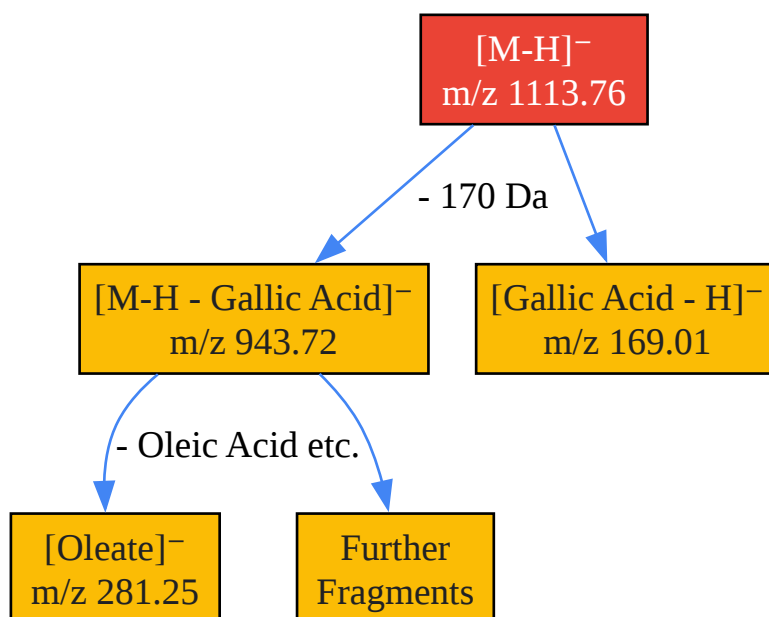 [M-H]⁻
m/z 1113.76
- 170 Da
[M-H - Gallic Acid]⁻
m/z 943.72
[Gallic Acid - H]⁻
m/z 169.01
- Oleic Acid etc.
[Oleate]⁻
m/z 281.25
Further
Fragments